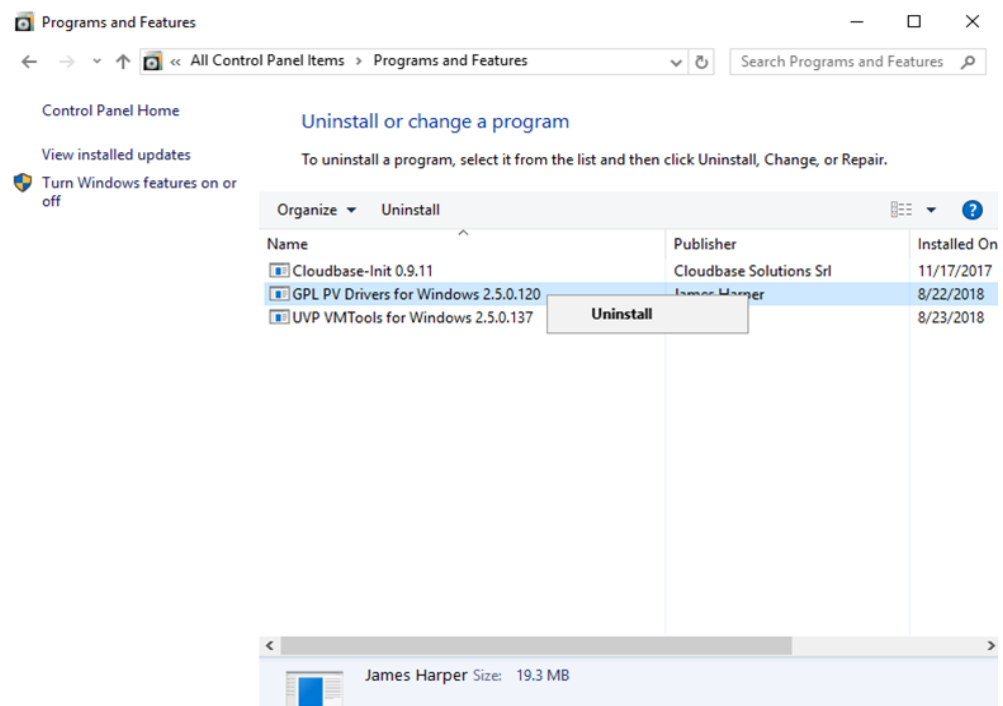 Programs and Features
« All Control Panel Items > Programs and Features
Search Programs and Features
Control Panel Home
View installed updates
Turn Windows features on or
off
Uninstall or change a program
To uninstall a program, select it from the list and then click Uninstall, Change, or Repair.
Organize Uninstall
Name Publisher Installed On
Cloudbase-Init 0.9.11 Cloudbase Solutions Srl 11/17/2017
GPL PV Drivers for Windows 2.5.0.120 James Harper 8/22/2018
Uninstall
UVP VMTools for Windows 2.5.0.137 8/23/2018
James Harper Size: 19.3 MB